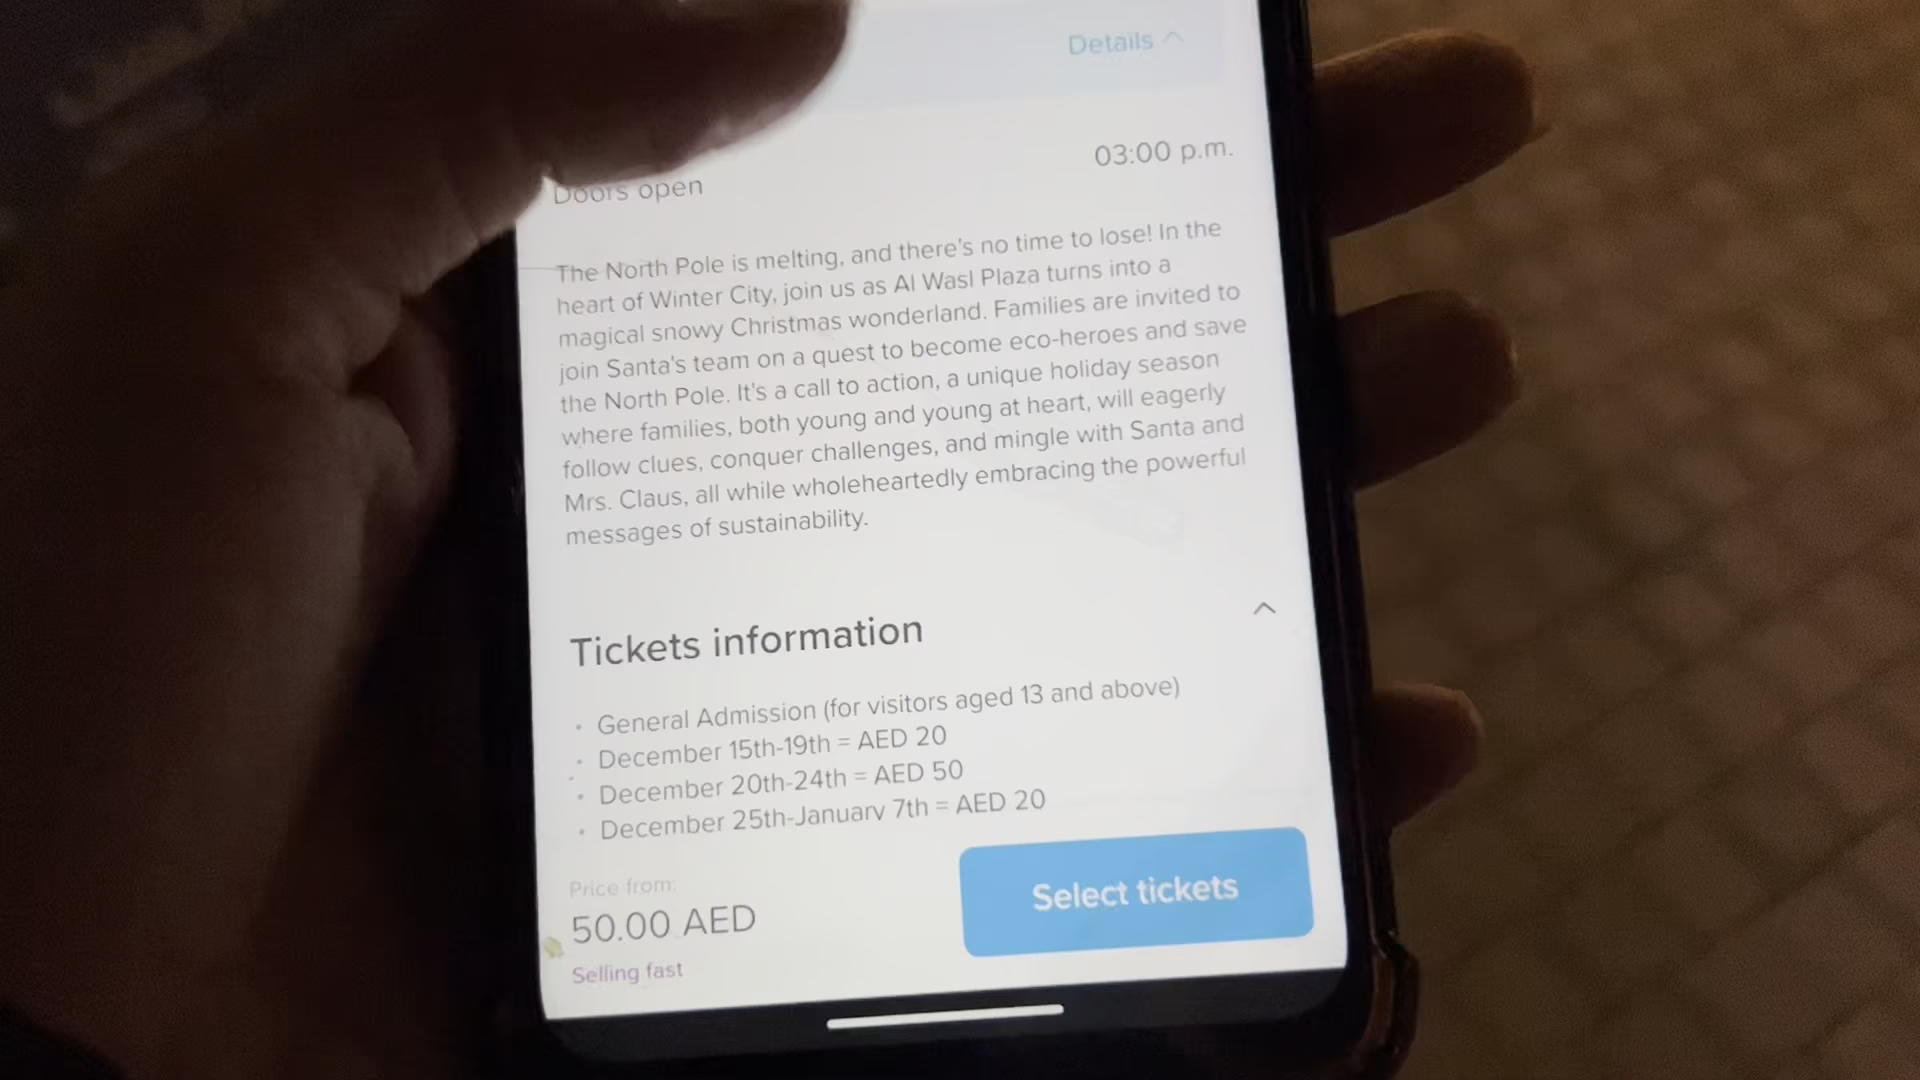 Details
03:00 p.m.
Doors open
The North Pole is melting, and there's no time to lose! In the
heart of Winter City, join us as Al Wasl Plaza turns into a
magical snowy Christmas wonderland. Families are invited to
join Santa's team on a quest to become eco-heroes and save
the North Pole. It's a call to action, a unique holiday season
where families, both young and young at heart, will eagerly
follow clues, conquer challenges, and mingle with Santa and
Mrs. Claus, all while wholeheartedly embracing the powerful
messages of sustainability.
Tickets information
• General Admission (for visitors aged 13 and above)
• December 15th-19th = AED 20
• December 20th-24th = AED 50
• December 25th-January 7th = AED 20
Price from:
50.00 AED
Selling fast
Select tickets